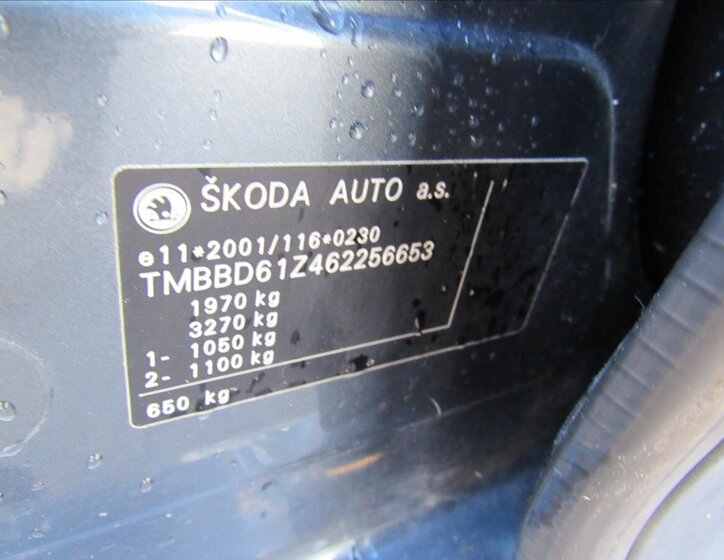 ŠKODA AUTO a.s.
e11*2001/116*0230
TMBBD61Z462256653
1970 kg
3270 kg
1- 1050 kg
2- 1100 kg
650 kg